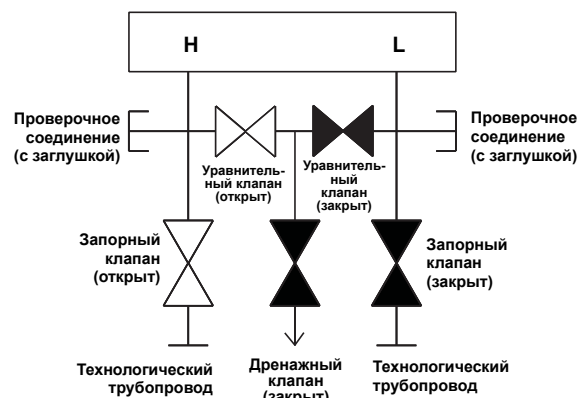 H
L
Проверочное
соединение
(с заглушкой)
Проверочное
соединение
(с заглушкой)
Уравнитель-
ный клапан
(открыт)
Уравнитель-
ный
клапан
(закрыт)
Запорный
клапан
(открыт)
Запорный
клапан
(закрыт)
Технологический
трубопровод
Дренажный
клапан
(закрыт)
Технологический
трубопровод